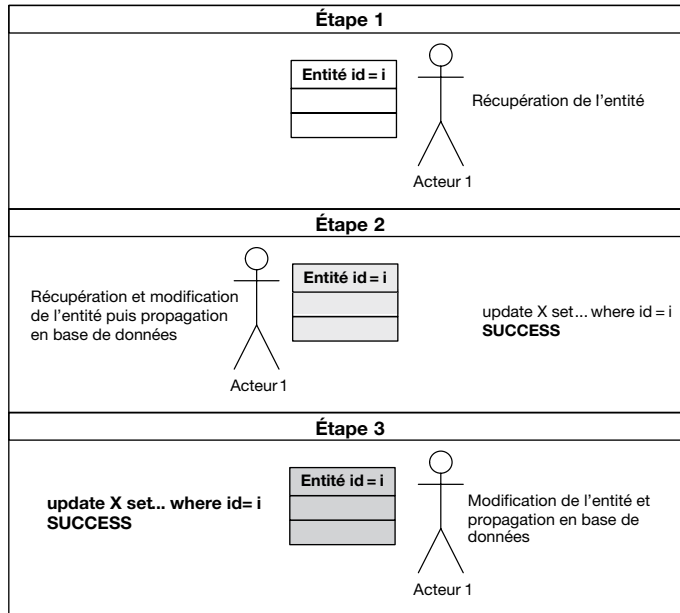 Étape 1
Entité id = i
Récupération de l'entité
Acteur 1
Étape 2
Récupération et modification
de l'entité puis propagation
en base de données
Entité id = i
update X set... where id = i
SUCCESS
Acteur 1
Étape 3
update X set... where id= i
SUCCESS
Entité id = i
Modification de l'entité et
propagation en base de
données
Acteur 1